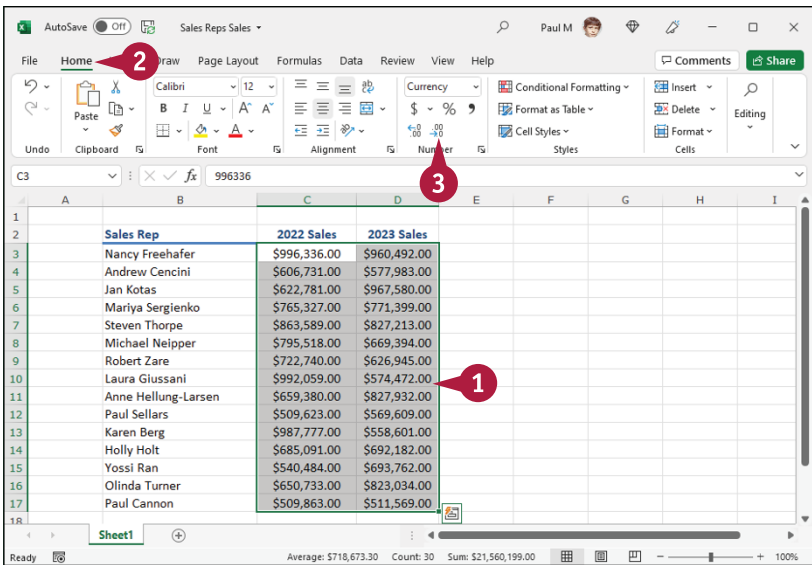 AutoSave Off Sales Reps Sales Paul M
File Home Draw Page Layout Formulas Data Review View Help Comments Share
2
Paste
Calibri 12
B I U A A
A
ab
Currency
$ % 9
Conditional Formatting
Format as Table
Cell Styles
Insert
Delete
Format
Editing
Undo Clipboard Font Alignment Number Styles Cells
3
C3 fx 996336
A B C D E F G H I
1
2 Sales Rep 2022 Sales 2023 Sales
3 Nancy Freehafer $996,336.00 $960,492.00
4 Andrew Cencini $606,731.00 $577,983.00
5 Jan Kotas $622,781.00 $967,580.00
6 Mariya Sergienko $765,327.00 $771,399.00
7 Steven Thorpe $863,589.00 $827,213.00
8 Michael Neipper $795,518.00 $669,394.00
9 Robert Zare $722,740.00 $626,945.00
10 Laura Giussani $992,059.00 $574,472.00 1
11 Anne Hellung-Larsen $659,380.00 $827,932.00
12 Paul Sellars $509,623.00 $569,609.00
13 Karen Berg $987,777.00 $558,601.00
14 Holly Holt $685,091.00 $692,182.00
15 Yossi Ran $540,484.00 $693,762.00
16 Olinda Turner $650,733.00 $823,034.00
17 Paul Cannon $509,863.00 $511,569.00
18
Sheet1
Ready Average: $718,673.30 Count: 30 Sum: $21,560,199.00 100%